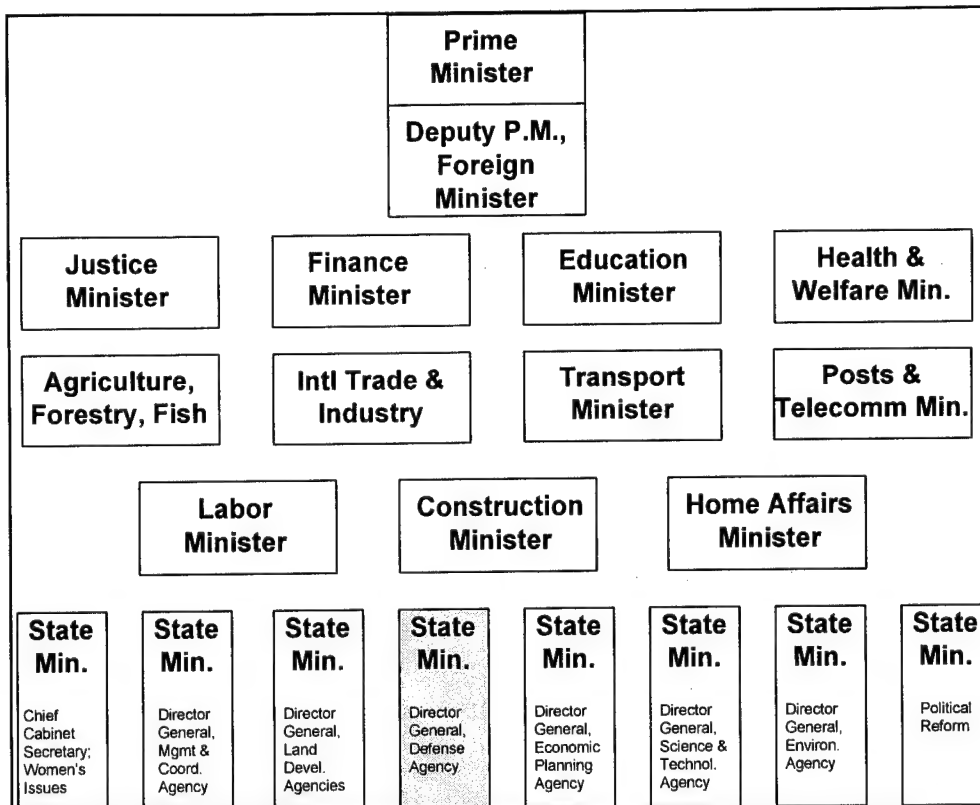 Prime
Minister
Deputy P.M.,
Foreign
Minister
Justice
Minister
Finance
Minister
Education
Minister
Health &
Welfare Min.
Agriculture,
Forestry, Fish
Intl Trade &
Industry
Transport
Minister
Posts &
Telecomm Min.
Labor
Minister
Construction
Minister
Home Affairs
Minister
State
Min.
Chief
Cabinet
Secretary;
Women's
Issues
State
Min.
Director
General,
Mgmt &
Coord.
Agency
State
Min.
Director
General,
Land
Devel.
Agencies
State
Min.
Director
General,
Defense
Agency
State
Min.
Director
General,
Economic
Planning
Agency
State
Min.
Director
General,
Science &
Technol.
Agency
State
Min.
Director
General,
Environ.
Agency
State
Min.
Political
Reform